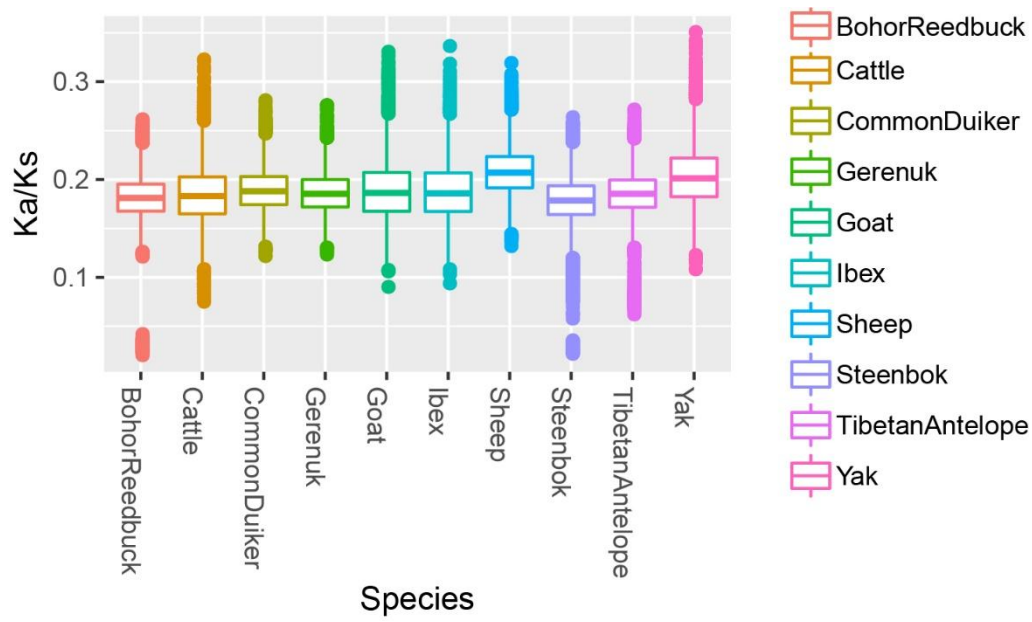 Ka/Ks
0.3
0.2
0.1
BohorReedbuck
Cattle
CommonDuiker
Gerenuk
Goat
Ibex
Sheep
Steenbok
TibetanAntelope
Yak
Species
BohorReedbuck
Cattle
CommonDuiker
Gerenuk
Goat
Ibex
Sheep
Steenbok
TibetanAntelope
Yak